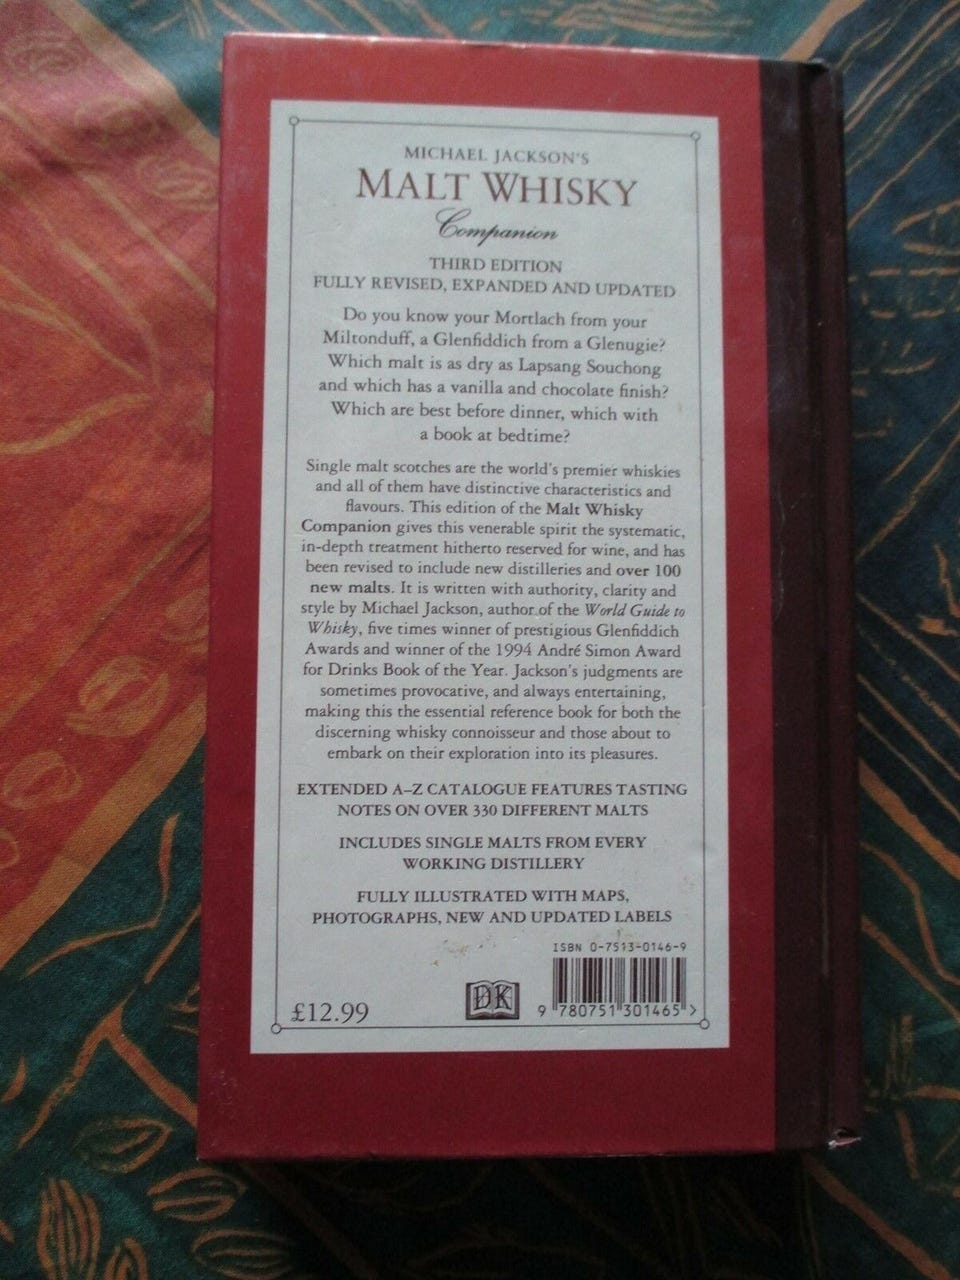 MICHAEL JACKSON'S
MALT WHISKY
Companion
THIRD EDITION
FULLY REVISED, EXPANDED AND UPDATED
Do you know your Mortlach from your
Miltonduff, a Glenfiddich from a Glenugie?
Which malt is as dry as Lapsang Souchong
and which has a vanilla and chocolate finish?
Which are best before dinner, which with
a book at bedtime?
Single malt scotches are the world's premier whiskies
and all of them have distinctive characteristics and
flavours. This edition of the Malt Whisky
Companion gives this venerable spirit the systematic,
in-depth treatment hitherto reserved for wine, and has
been revised to include new distilleries and over 100
new malts. It is written with authority, clarity and
style by Michael Jackson, author of the World Guide to
Whisky, five times winner of prestigious Glenfiddich
Awards and winner of the 1994 André Simon Award
for Drinks Book of the Year. Jackson's judgments are
sometimes provocative, and always entertaining,
making this the essential reference book for both the
discerning whisky connoisseur and those about to
embark on their exploration into its pleasures.
EXTENDED A–Z CATALOGUE FEATURES TASTING
NOTES ON OVER 330 DIFFERENT MALTS
INCLUDES SINGLE MALTS FROM EVERY
WORKING DISTILLERY
FULLY ILLUSTRATED WITH MAPS,
PHOTOGRAPHS, NEW AND UPDATED LABELS
ISBN 0-7513-0146-9
£12.99
DK
9 780751 301465 >